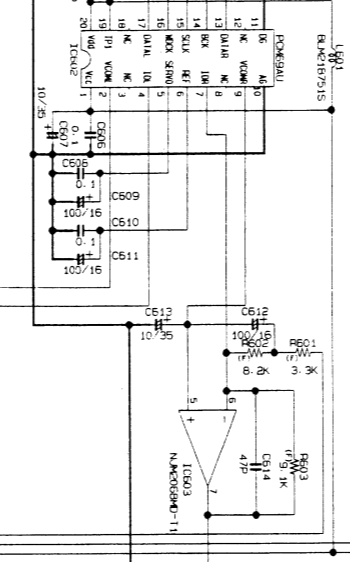 20 19 18 17 16 15 14 13 12 11
VDD
TP1
NC
DATAL
WDCK
SCLK
BCK
DATAR
NC
DG
PCM69AU
IC602
VCC
VCOML
NC
IOL
SERVO
REF
IOR
NC
VCOMR
AG
1 2 3 4 5 6 7 8 9 10
L601
BLM21B751S
10/35
C607
0.1
C606
C608
0.1
C609
100/16
C610
0.1
C611
100/16
C613
10/35
C612
100/16
R602
(F)
8.2K
R601
(F)
3.3K
5
6
+
-
IC603
NJM2068MD-T1
7
47P
C614
R603
(F)
9.1K